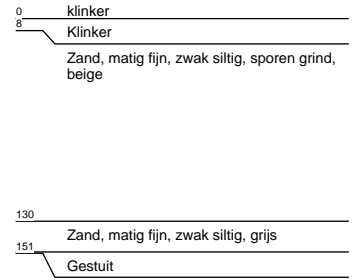 0 klinker
8 Klinker
Zand, matig fijn, zwak siltig, sporen grind,
beige
130
Zand, matig fijn, zwak siltig, grijs
151
Gestuit